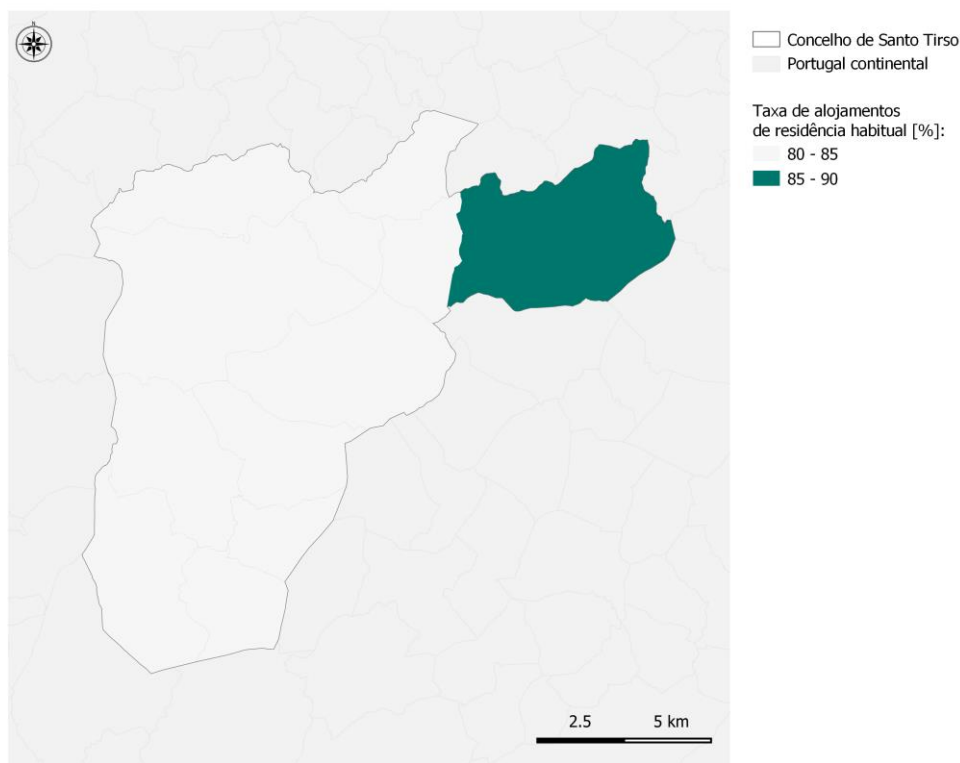 N
Concelho de Santo Tirso
Portugal continental
Taxa de alojamentos
de residência habitual [%]:
80 - 85
85 - 90
2.5 5 km